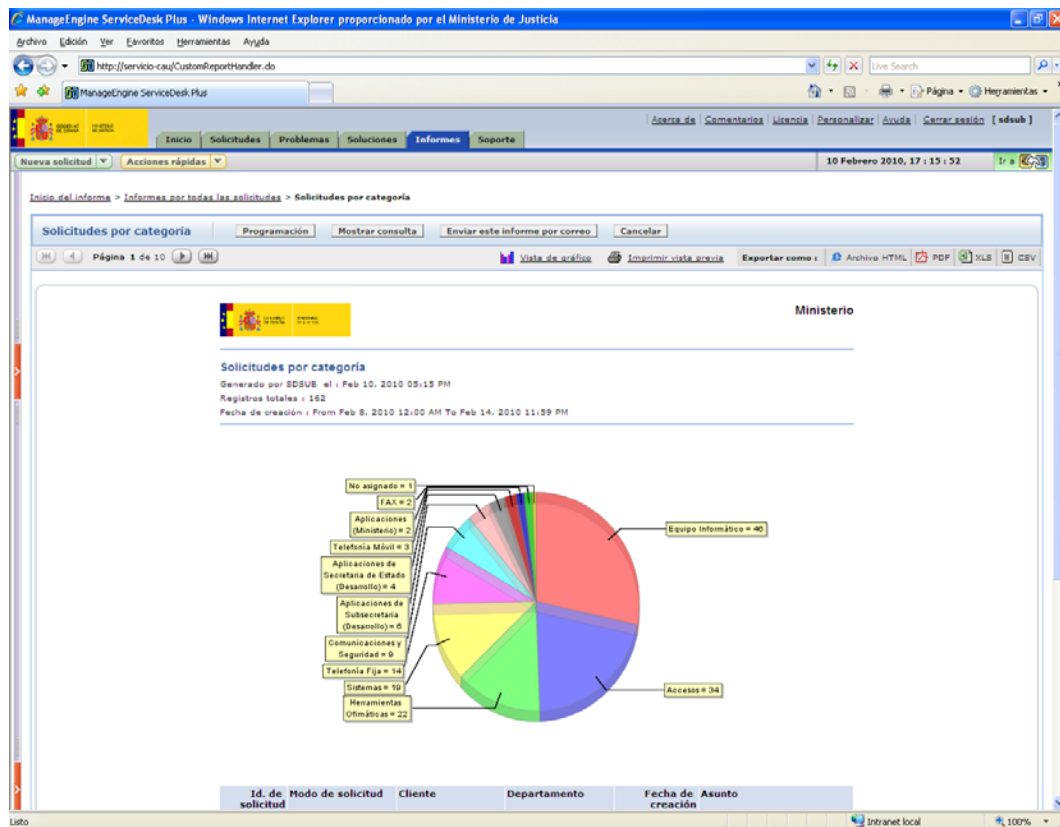 ManageEngine ServiceDesk Plus - Windows Internet Explorer proporcionado por el Ministerio de Justicia
Archivo Edición Ver Favoritos Herramientas Ayuda
http://servicio-cau/CustomReportHandler.do
Live Search
ManageEngine ServiceDesk Plus
Página
Herramientas
Acerca de | Comentarios | Licencia | Personalizar | Ayuda | Cerrar sesión [ sdsub ]
Inicio Solicitudes Problemas Soluciones Informes Soporte
Nueva solicitud Acciones rápidas 10 Febrero 2010, 17 : 15 : 52 Ir a
Inicio del informe > Informes por todas las solicitudes > Solicitudes por categoría
Solicitudes por categoría Programación Mostrar consulta Enviar este informe por correo Cancelar
Página 1 de 10 Vista de gráfico Imprimir vista previa Exportar como : Archivo HTML PDF XLS CSV
Ministerio
Solicitudes por categoría
Generado por SDSUB el : Feb 10, 2010 05:15 PM
Registros totales : 162
Fecha de creación : From Feb 8, 2010 12:00 AM To Feb 14, 2010 11:59 PM
No asignado = 1
FAX = 2
Aplicaciones
(Ministerio) = 2
Telefonía Móvil = 3
Aplicaciones de
Secretaria de Estado
(Desarrollo) = 4
Aplicaciones de
Subsecretaria
(Desarrollo) = 6
Comunicaciones y
Seguridad = 9
Telefonía Fija = 14
Sistemas = 19
Herramientas
Ofimáticas = 22
Equipo Informático = 46
Accesos = 34
Id. de solicitud Modo de solicitud Cliente Departamento Fecha de creación Asunto
Listo Intranet local 100%